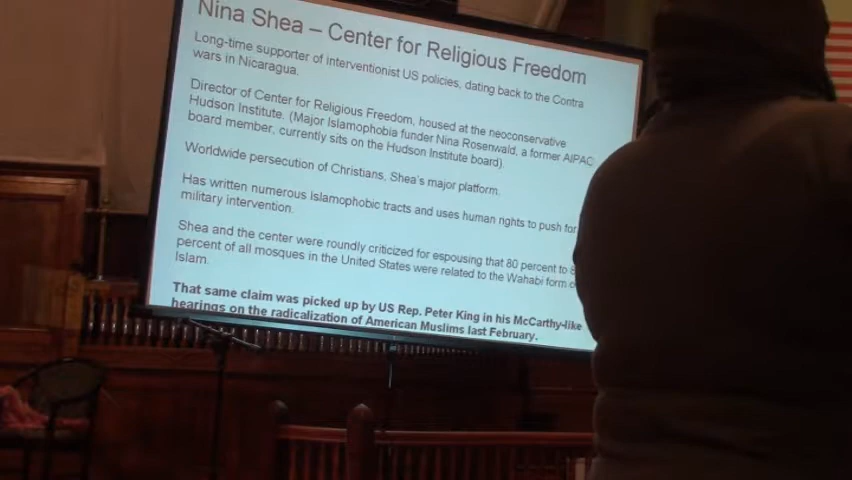 Nina Shea – Center for Religious Freedom
Long-time supporter of interventionist US policies, dating back to the Contra
wars in Nicaragua.
Director of Center for Religious Freedom, housed at the neoconservative
Hudson Institute. (Major Islamophobia funder Nina Rosenwald, a former AIPAC
board member, currently sits on the Hudson Institute board)
Worldwide persecution of Christians, Shea's major platform.
Has written numerous Islamophobic tracts and uses human rights to push for
military intervention.
Shea and the center were roundly criticized for espousing that 80 percent to
percent of all mosques in the United States were related to the Wahabi form
Islam.
That same claim was picked up by US Rep. Peter King in his McCarthy-like
hearings on the radicalization of American Muslims last February.